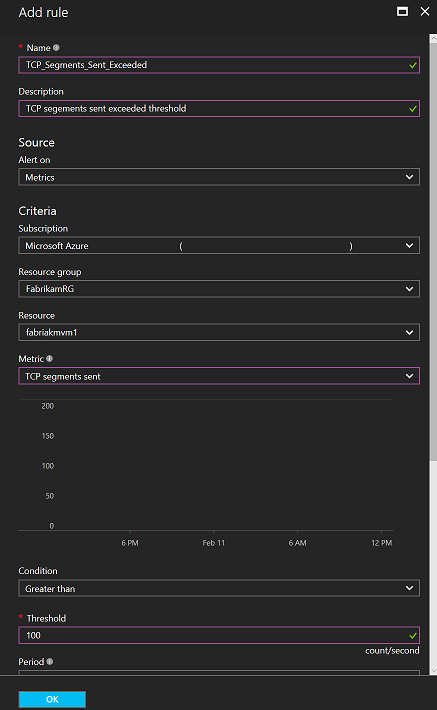 Add rule
* Name
TCP_Segments_Sent_Exceeded
Description
TCP segements sent exceeded threshold
Source
Alert on
Metrics
Criteria
Subscription
Microsoft Azure ( )
Resource group
FabrikamRG
Resource
fabriakmvm1
Metric
TCP segments sent
200
150
100
50
0
6 PM Feb 11 6 AM 12 PM
Condition
Greater than
* Threshold
100
count/second
Period
OK